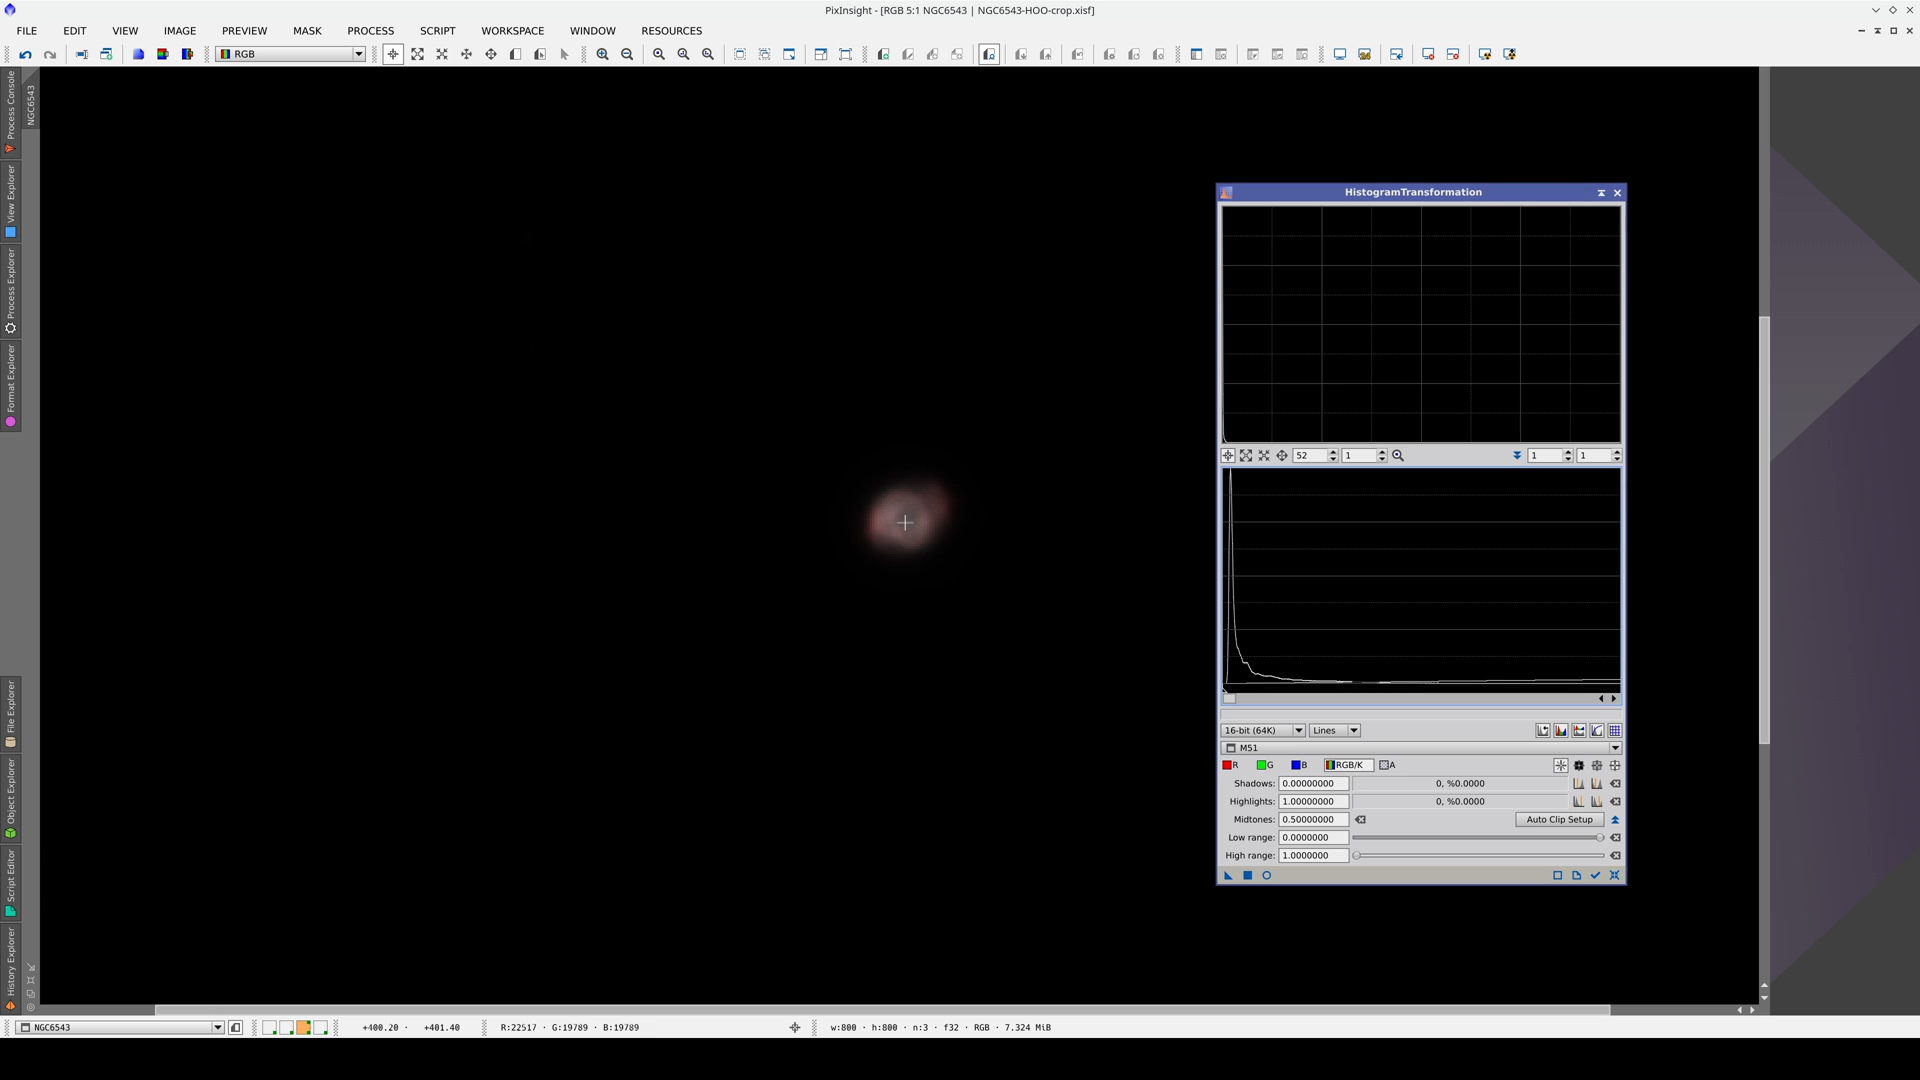 PixInsight - [RGB 5:1 NGC6543 | NGC6543-HOO-crop.xisf]
FILE EDIT VIEW IMAGE PREVIEW MASK PROCESS SCRIPT WORKSPACE WINDOW RESOURCES
RGB
Process Console
View Explorer
Process Explorer
Format Explorer
File Explorer
Object Explorer
Script Editor
History Explorer
NGC6543
HistogramTransformation
52 1 1 1
16-bit (64K) Lines
M51
R G B RGB/K A
Shadows: 0.00000000 0, %0.0000
Highlights: 1.00000000 0, %0.0000
Midtones: 0.50000000 Auto Clip Setup
Low range: 0.0000000
High range: 1.0000000
NGC6543 +400.20 · +401.40 R:22517 · G:19789 · B:19789 w:800 · h:800 · n:3 · f32 · RGB · 7.324 MiB